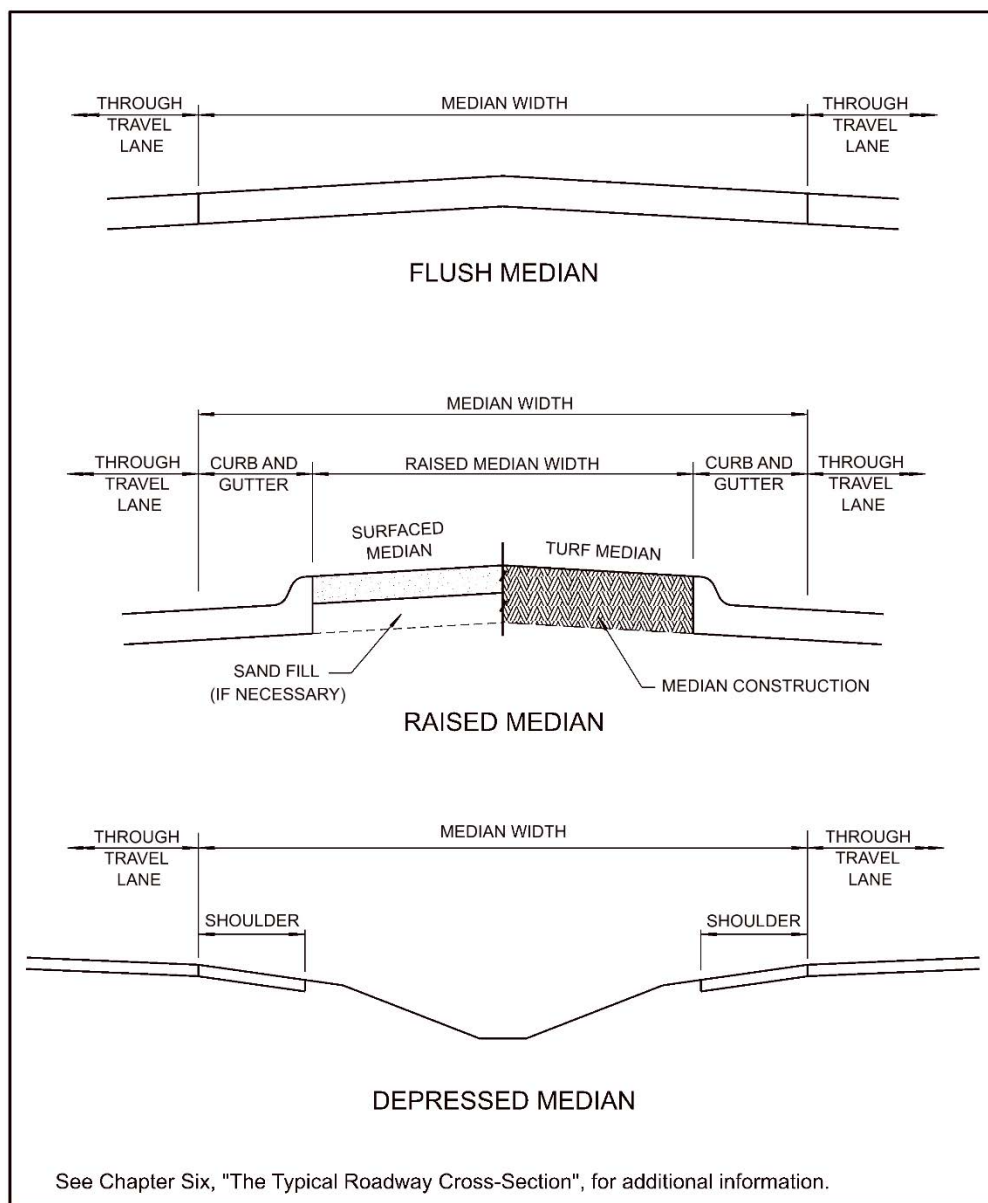 THROUGH
TRAVEL
LANE
MEDIAN WIDTH
THROUGH
TRAVEL
LANE
FLUSH MEDIAN
MEDIAN WIDTH
THROUGH
TRAVEL
LANE
CURB AND
GUTTER
RAISED MEDIAN WIDTH
CURB AND
GUTTER
THROUGH
TRAVEL
LANE
SURFACED
MEDIAN
TURF MEDIAN
SAND FILL
(IF NECESSARY)
MEDIAN CONSTRUCTION
RAISED MEDIAN
THROUGH
TRAVEL
LANE
MEDIAN WIDTH
THROUGH
TRAVEL
LANE
SHOULDER
SHOULDER
DEPRESSED MEDIAN
See Chapter Six, "The Typical Roadway Cross-Section", for additional information.